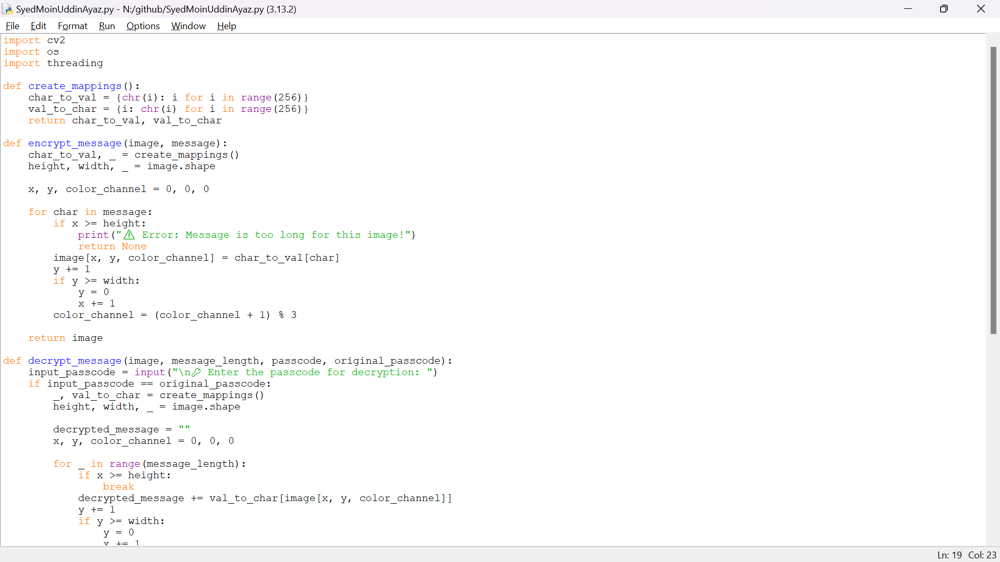 SyedMoinUddinAyaz.py - N:/github/SyedMoinUddinAyaz.py (3.13.2)
File Edit Format Run Options Window Help
import cv2
import os
import threading

def create_mappings():
    char_to_val = {chr(i): i for i in range(256)}
    val_to_char = {i: chr(i) for i in range(256)}
    return char_to_val, val_to_char

def encrypt_message(image, message):
    char_to_val, _ = create_mappings()
    height, width, _ = image.shape

    x, y, color_channel = 0, 0, 0

    for char in message:
        if x >= height:
            print("⚠ Error: Message is too long for this image!")
            return None
        image[x, y, color_channel] = char_to_val[char]
        y += 1
        if y >= width:
            y = 0
            x += 1
        color_channel = (color_channel + 1) % 3

    return image

def decrypt_message(image, message_length, passcode, original_passcode):
    input_passcode = input("\n🔑 Enter the passcode for decryption: ")
    if input_passcode == original_passcode:
        _, val_to_char = create_mappings()
        height, width, _ = image.shape

        decrypted_message = ""
        x, y, color_channel = 0, 0, 0

        for _ in range(message_length):
            if x >= height:
                break
            decrypted_message += val_to_char[image[x, y, color_channel]]
            y += 1
            if y >= width:
                y = 0
                x += 1
Ln: 19 Col: 23